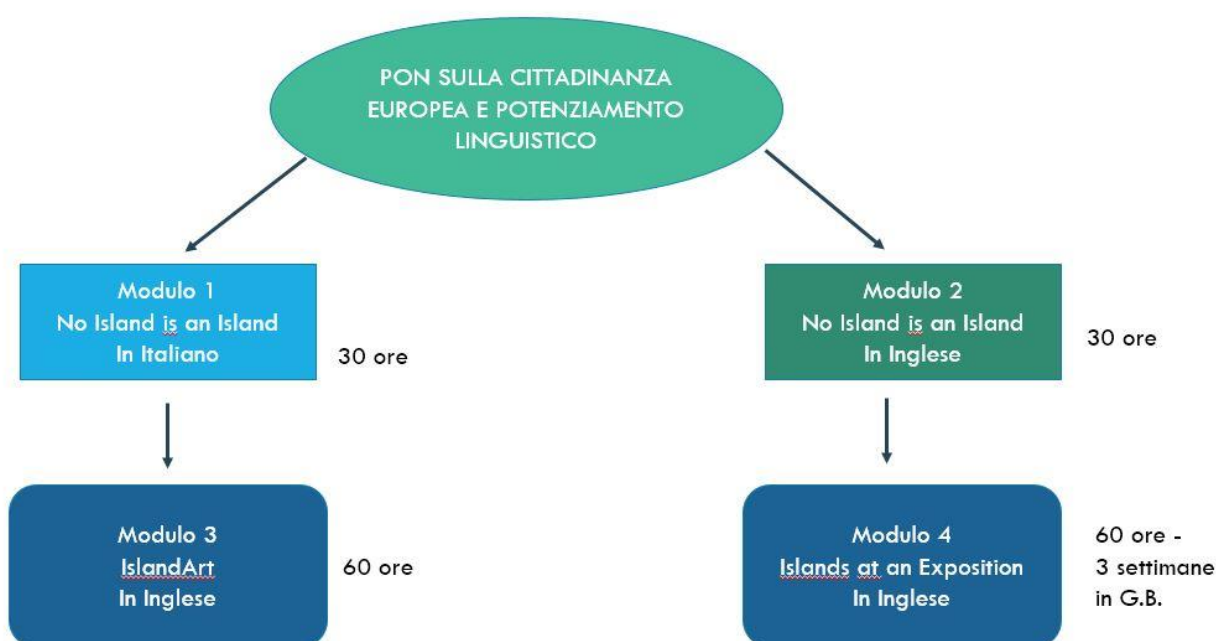 PON SULLA CITTADINANZA
EUROPEA E POTENZIAMENTO
LINGUISTICO
Modulo 1
No Island is an Island
In Italiano
30 ore
Modulo 2
No Island is an Island
In Inglese
30 ore
Modulo 3
IslandArt
In Inglese
60 ore
Modulo 4
Islands at an Exposition
In Inglese
60 ore -
3 settimane
in G.B.